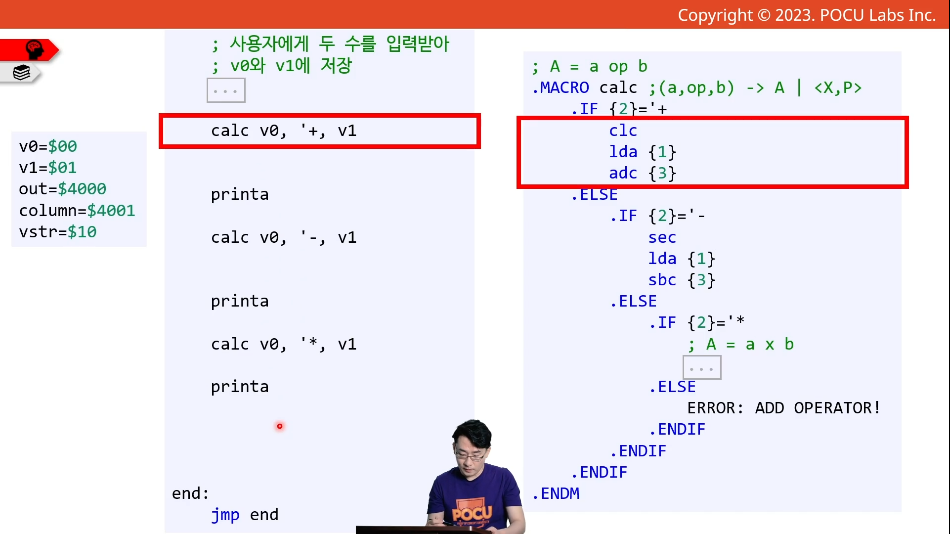 Copyright © 2023. POCU Labs Inc.
v0=$00
v1=$01
out=$4000
column=$4001
vstr=$10
; 사용자에게 두 수를 입력받아
; v0와 v1에 저장
...
calc v0, '+, v1
printa
calc v0, '-, v1
printa
calc v0, '*, v1
printa
end:
jmp end
; A = a op b
.MACRO calc ;(a,op,b) -> A | <X,P>
.IF {2}='+
clc
lda {1}
adc {3}
.ELSE
.IF {2}='-
sec
lda {1}
sbc {3}
.ELSE
.IF {2}='*
; A = a x b
...
.ELSE
ERROR: ADD OPERATOR!
.ENDIF
.ENDIF
.ENDIF
.ENDM
POCU